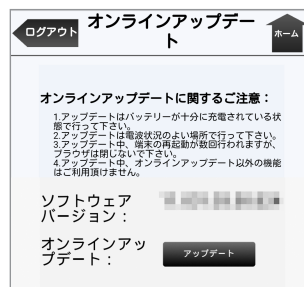 ログアウト
オンラインアップデー
ト
ホーム
オンラインアップデートに関するご注意：
1.アップデートはバッテリーが十分に充電されている状
態で行って下さい。
2.アップデートは電波状況のよい場所で行って下さい。
3.アップデート中、端末の再起動が数回行われますが、
ブラウザは閉じないで下さい。
4.アップデート中、オンラインアップデート以外の機能
はご利用頂けません。
ソフトウェア
バージョン：
オンラインアッ
プデート：
アップデート